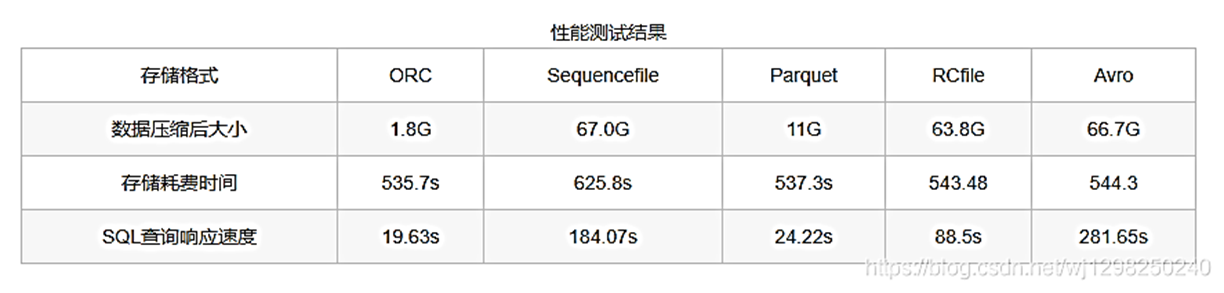 性能测试结果
存储格式 ORC Sequencefile Parquet RCfile Avro
数据压缩后大小 1.8G 67.0G 11G 63.8G 66.7G
存储耗费时间 535.7s 625.8s 537.3s 543.48 544.3
SQL查询响应速度 19.63s 184.07s 24.22s 88.5s 281.65s
https://blog.csdn.net/wj1298250240